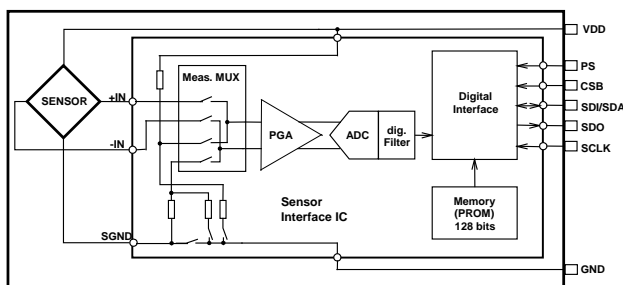 VDD
PS
CSB
SDI/SDA
SDO
SCLK
GND
SENSOR
+IN
-IN
SGND
Meas. MUX
PGA
ADC
dig.
Filter
Digital
Interface
Memory
(PROM)
128 bits
Sensor
Interface IC